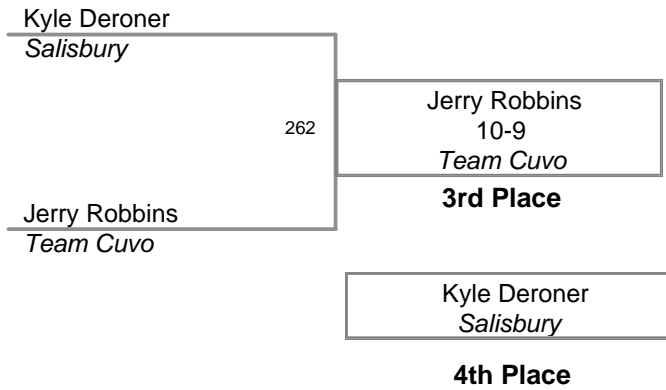 Kyle Deroner
Salisbury
262
Jerry Robbins
10-9
Team Cuvo
3rd Place
Jerry Robbins
Team Cuvo
Kyle Deroner
Salisbury
4th Place